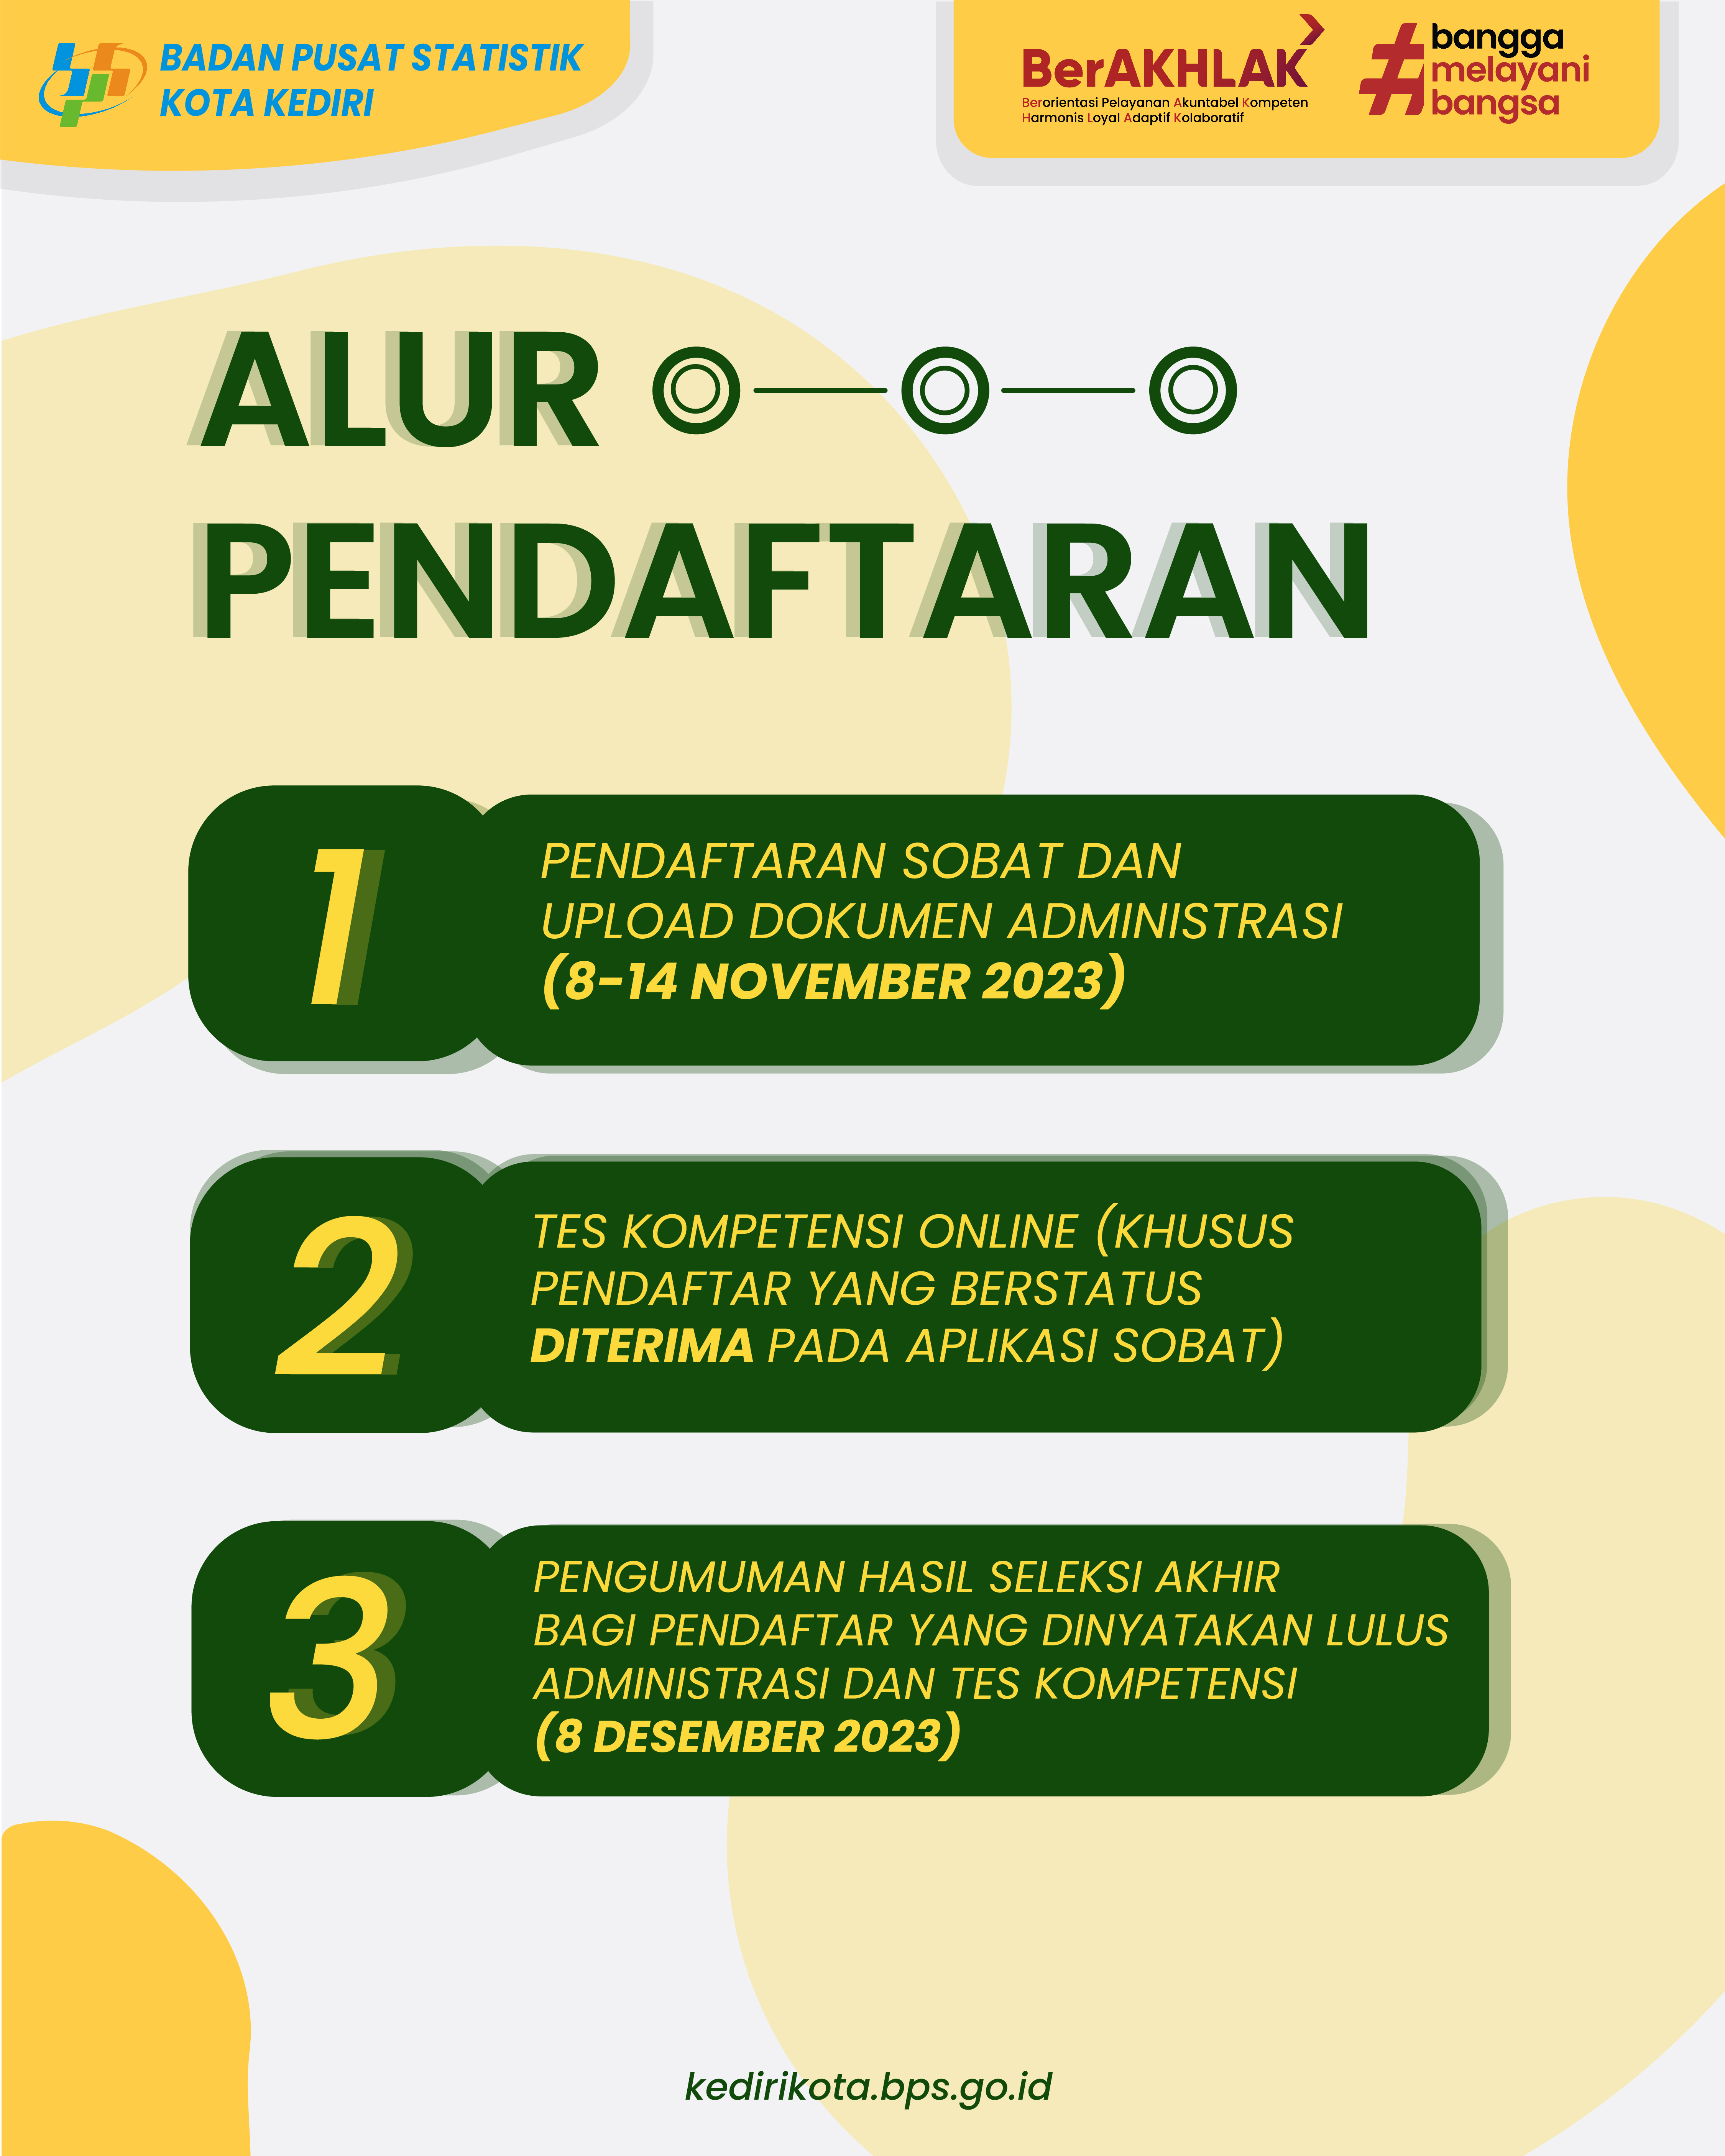 BADAN PUSAT STATISTIK
KOTA KEDIRI
BerAKHLAK
Berorientasi Pelayanan Akuntabel Kompeten
Harmonis Loyal Adaptif Kolaboratif
#bangga
melayani
bangsa
ALUR
PENDAFTARAN
1
PENDAFTARAN SOBAT DAN
UPLOAD DOKUMEN ADMINISTRASI
(8-14 NOVEMBER 2023)
2
TES KOMPETENSI ONLINE (KHUSUS
PENDAFTAR YANG BERSTATUS
DITERIMA PADA APLIKASI SOBAT)
3
PENGUMUMAN HASIL SELEKSI AKHIR
BAGI PENDAFTAR YANG DINYATAKAN LULUS
ADMINISTRASI DAN TES KOMPETENSI
(8 DESEMBER 2023)
kedirikota.bps.go.id